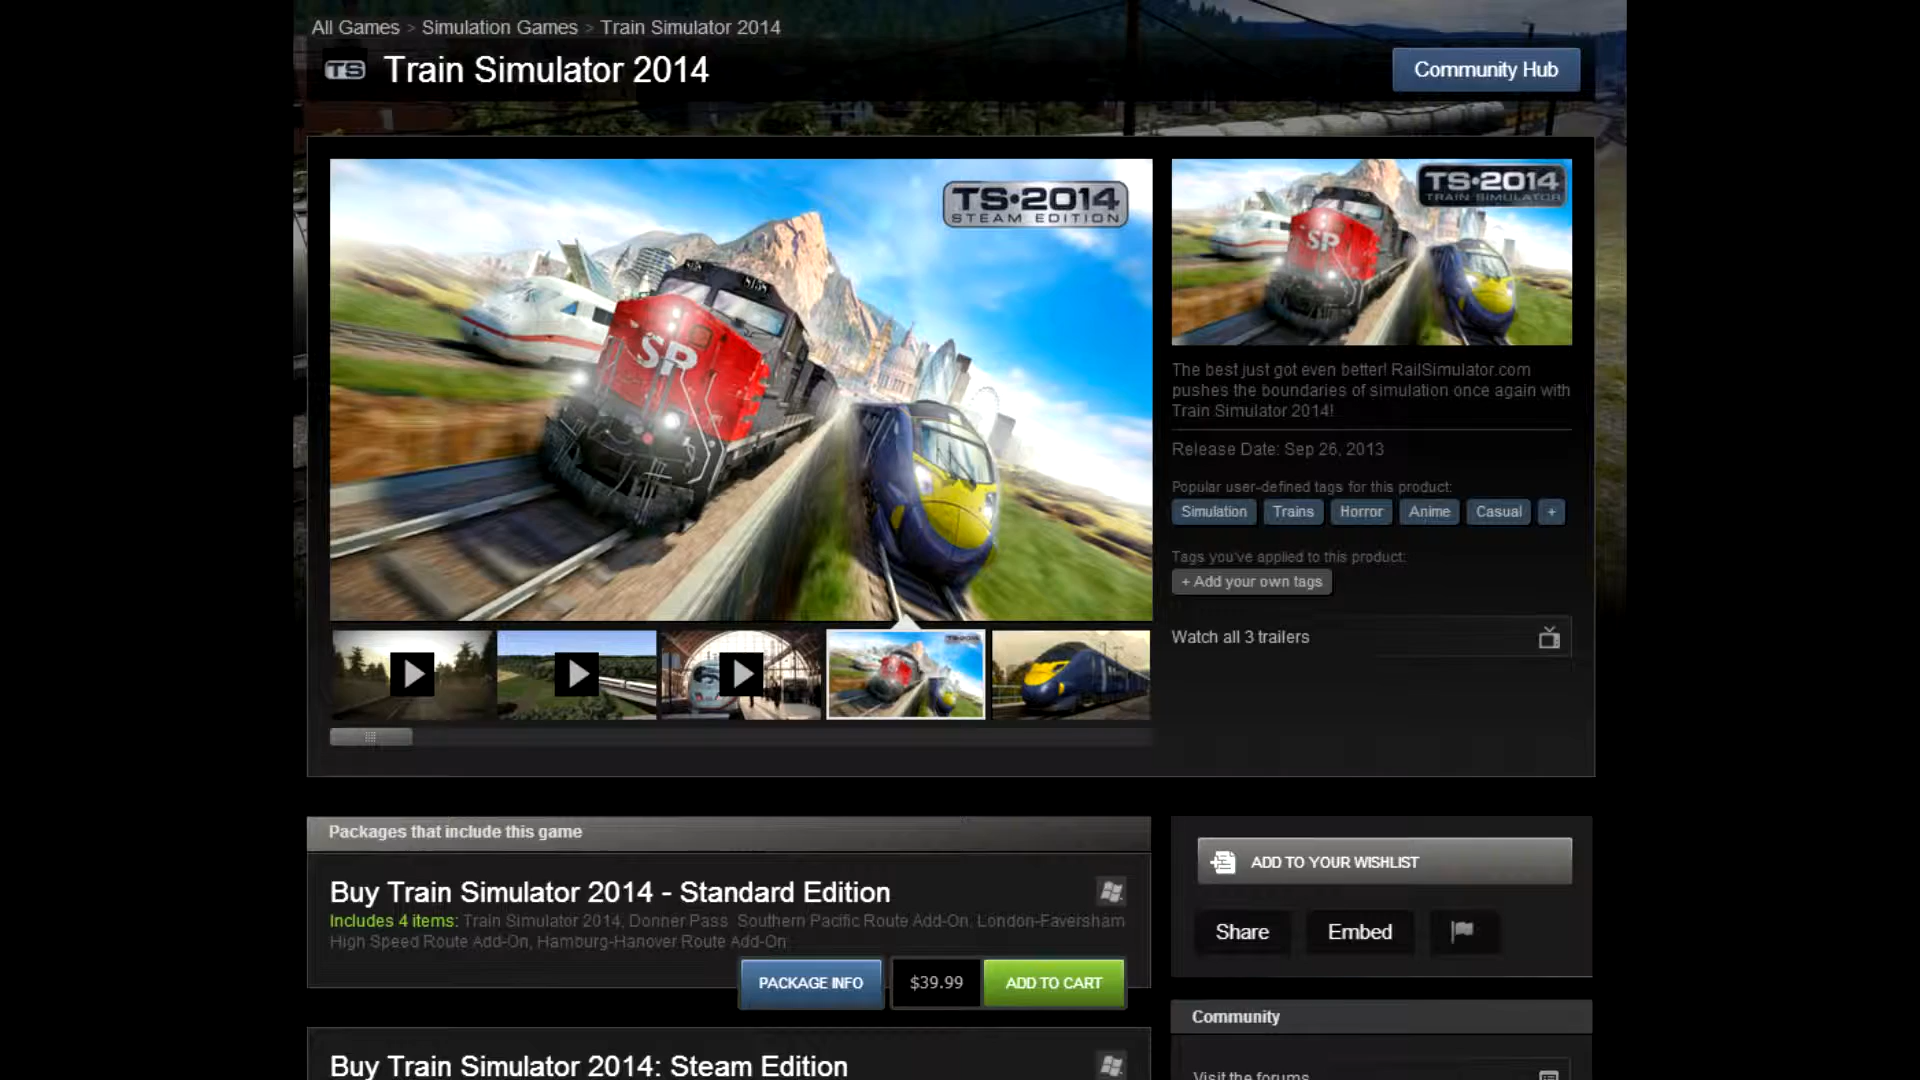 All Games > Simulation Games > Train Simulator 2014
TS
Train Simulator 2014
Community Hub
TS•2014
STEAM EDITION
SP
TS•2014
TRAIN SIMULATOR
SP
The best just got even better! RailSimulator.com
pushes the boundaries of simulation once again with
Train Simulator 2014!
Release Date: Sep 26, 2013
Popular user-defined tags for this product:
Simulation Trains Horror Anime Casual +
Tags you've applied to this product:
+ Add your own tags
Watch all 3 trailers
Packages that include this game
Buy Train Simulator 2014 - Standard Edition
Includes 4 items: Train Simulator 2014, Donner Pass Southern Pacific Route Add-On, London-Faversham
High Speed Route Add-On, Hamburg-Hanover Route Add-On
PACKAGE INFO
$39.99
ADD TO CART
Buy Train Simulator 2014: Steam Edition
ADD TO YOUR WISHLIST
Share
Embed
Community
Visit the forums